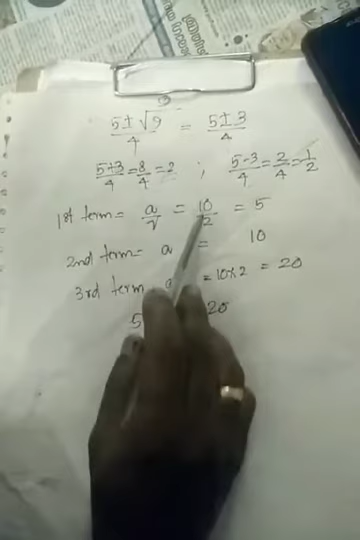 5±√9/4 = 5±3/4
5+3/4 = 8/4 = 2 ; 5-3/4 = 2/4 = 1/2
1st term = a/r = 10/2 = 5
2nd term = a = 10
3rd term = 10×2 = 20
5 20